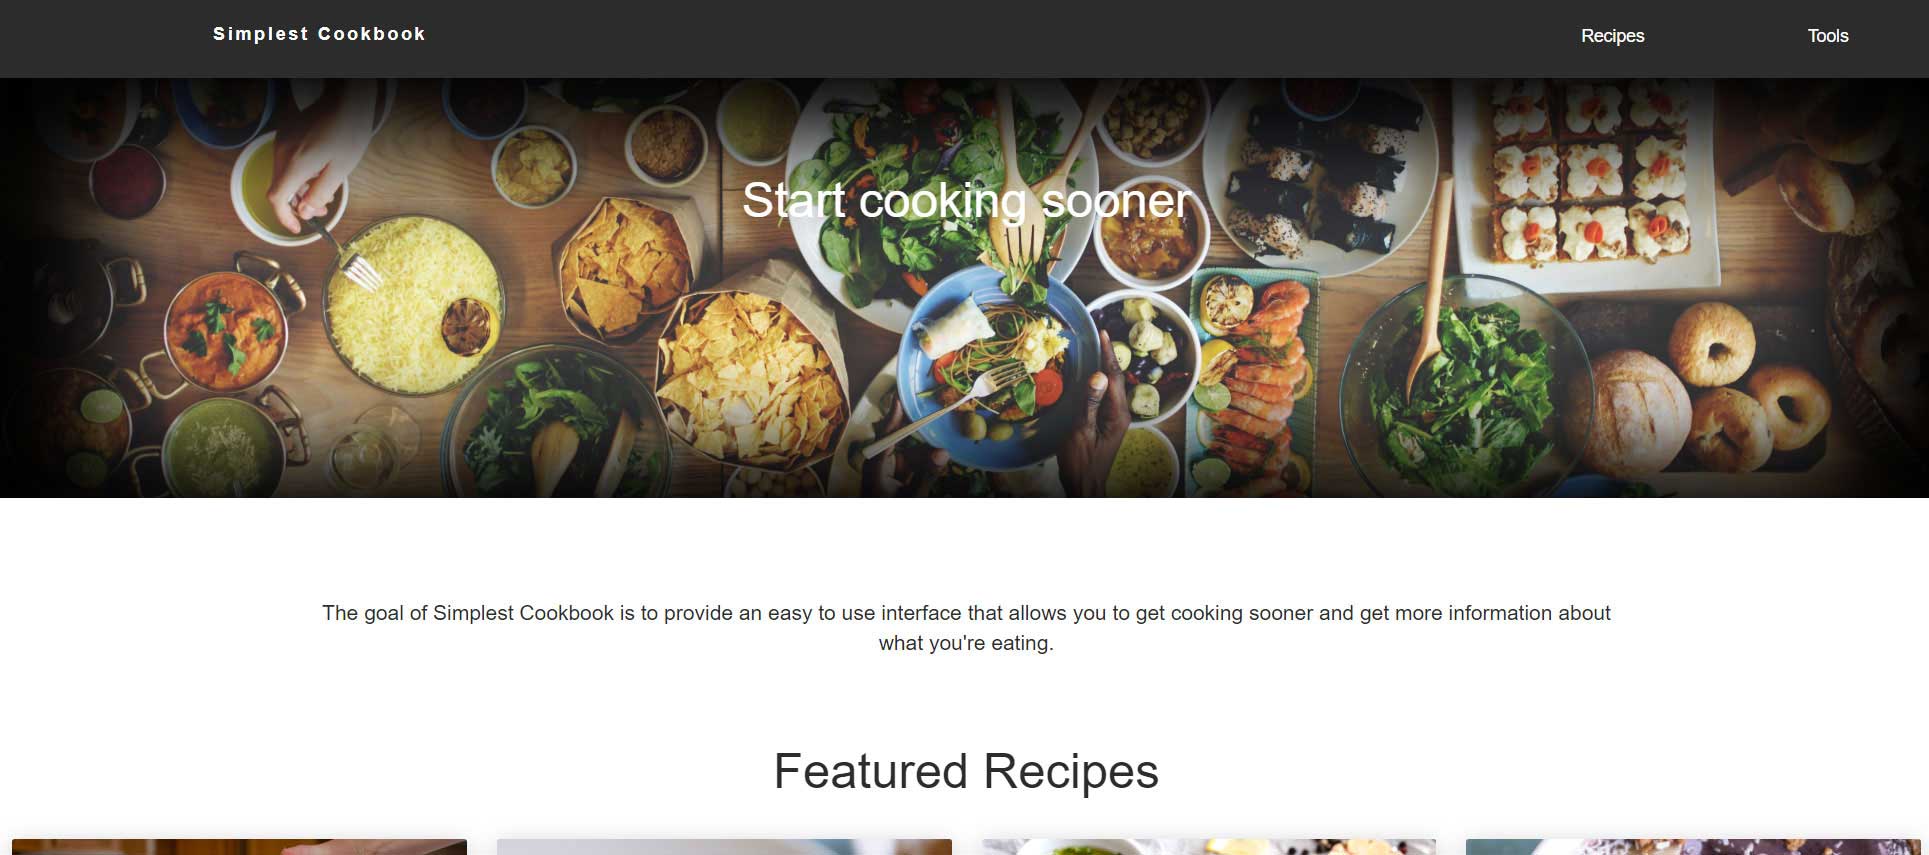 Simplest Cookbook
Recipes
Tools
Start cooking sooner
The goal of Simplest Cookbook is to provide an easy to use interface that allows you to get cooking sooner and get more information about
what you're eating.
Featured Recipes